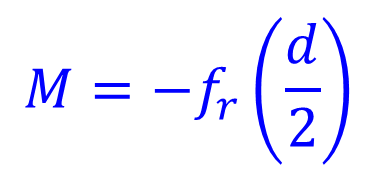 M = −f_r (d/2)